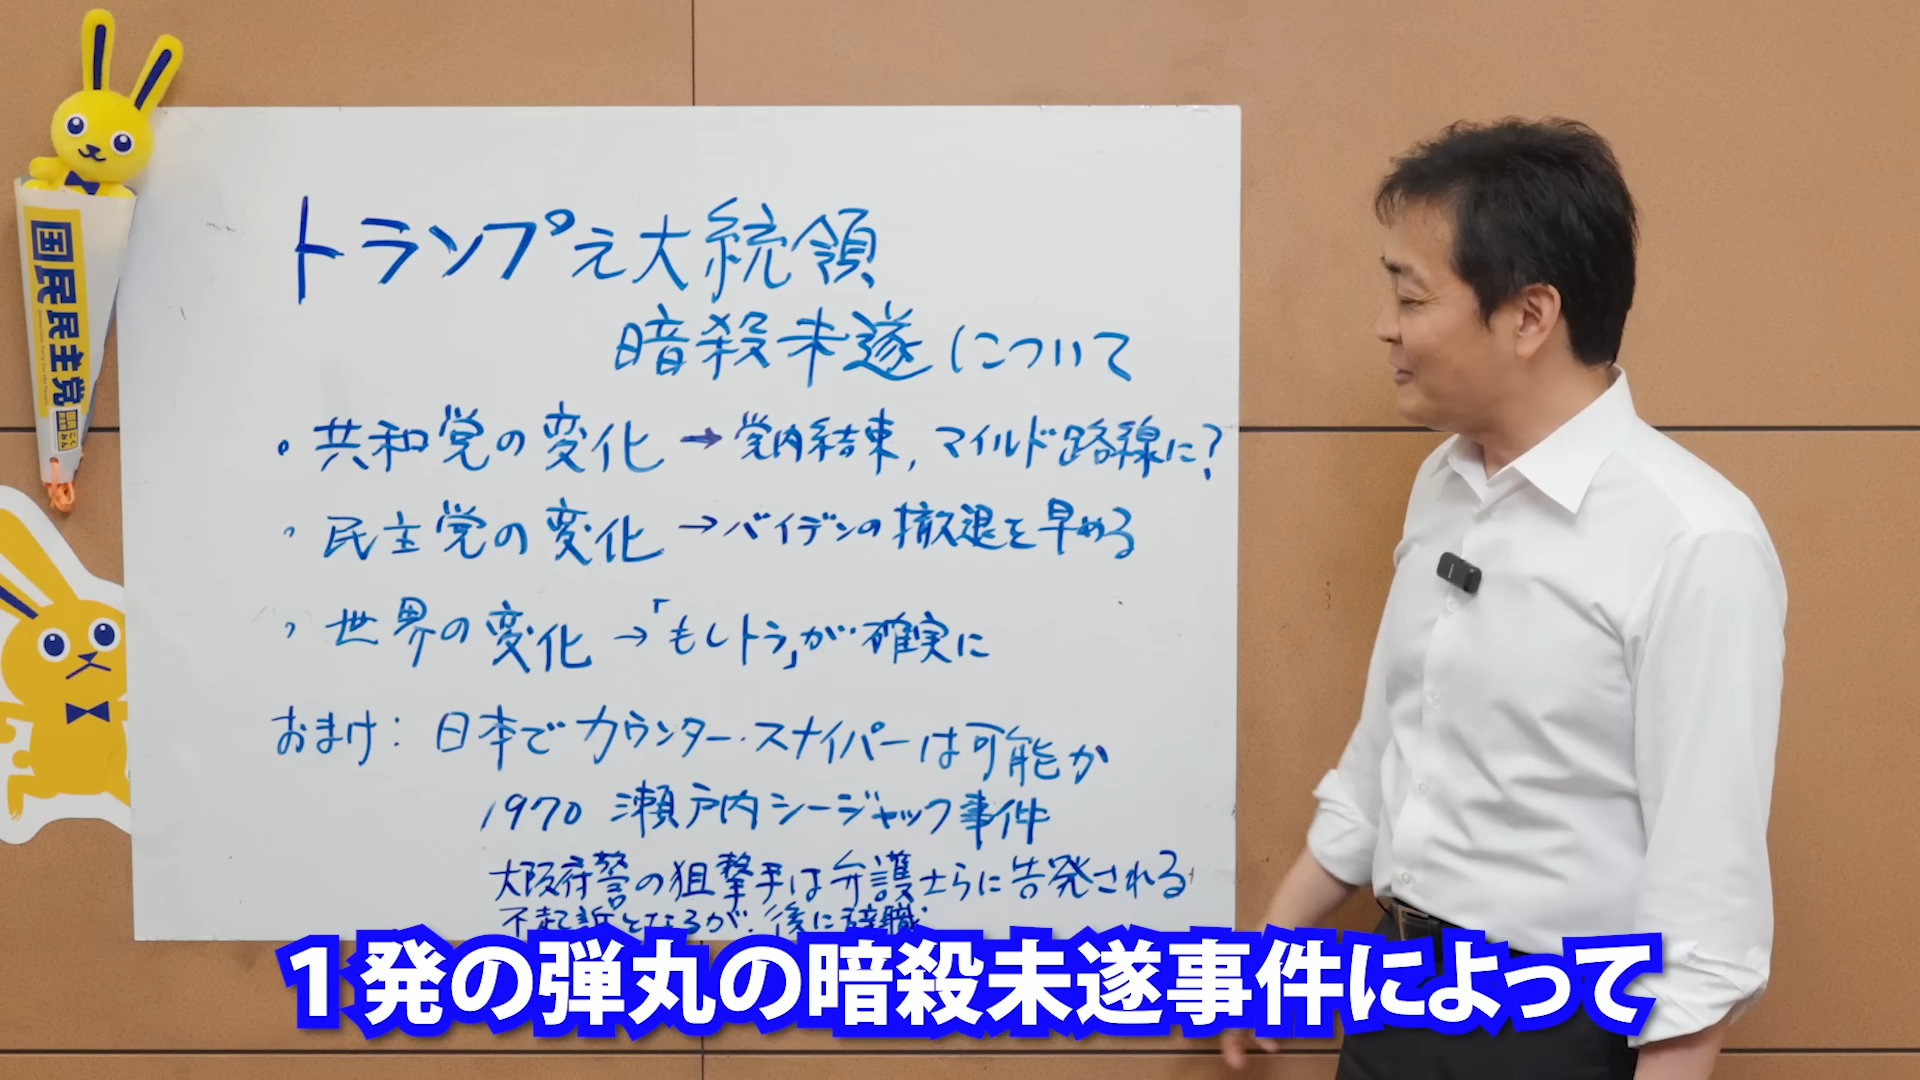 国民民主党
こくみん
トランプ元大統領
暗殺未遂について
・共和党の変化→党内結束，マイルド路線に？
・民主党の変化→バイデンの撤退を早める
・世界の変化→「もしトラ」が確実に
おまけ：日本でカウンター・スナイパーは可能か
1970 瀬戸内シージャック事件
大阪府警の狙撃手は弁護士らに告発される
不起訴となるが、後に辞職
１発の弾丸の暗殺未遂事件によって